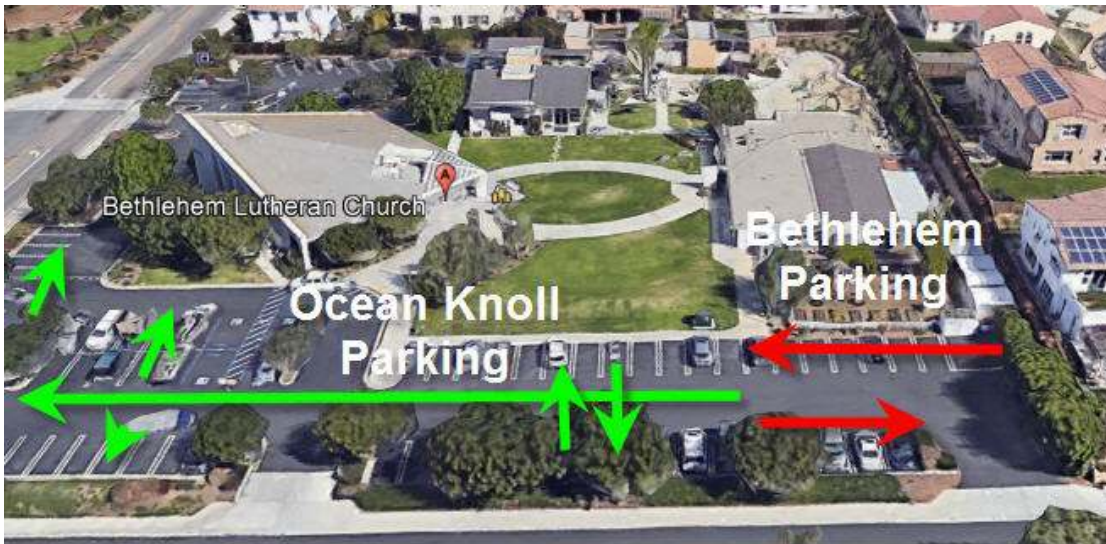 A
Bethlehem Lutheran Church
Bethlehem
Parking
Ocean Knoll
Parking